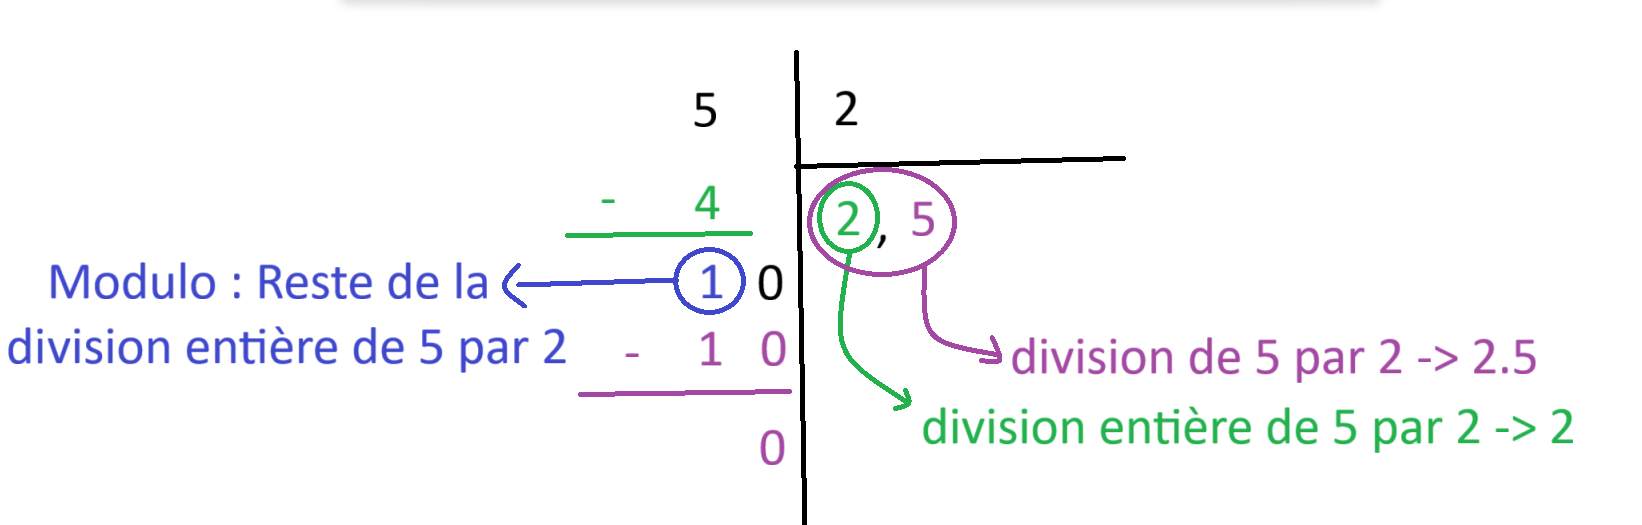 5 2
- 4 2 , 5
Modulo : Reste de la 1 0
division entière de 5 par 2 - 1 0
division de 5 par 2 -> 2.5
division entière de 5 par 2 -> 2
0